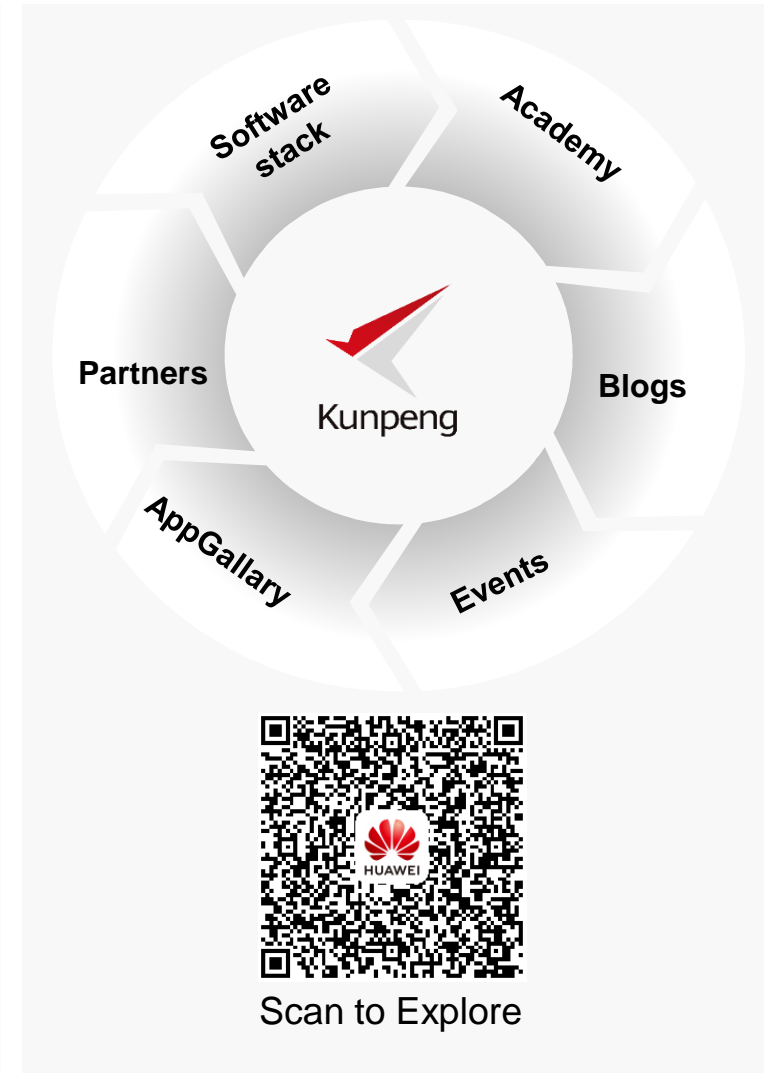 Software
stack
Academy
Partners
Blogs
Kunpeng
AppGallary
Events
HUAWEI
Scan to Explore